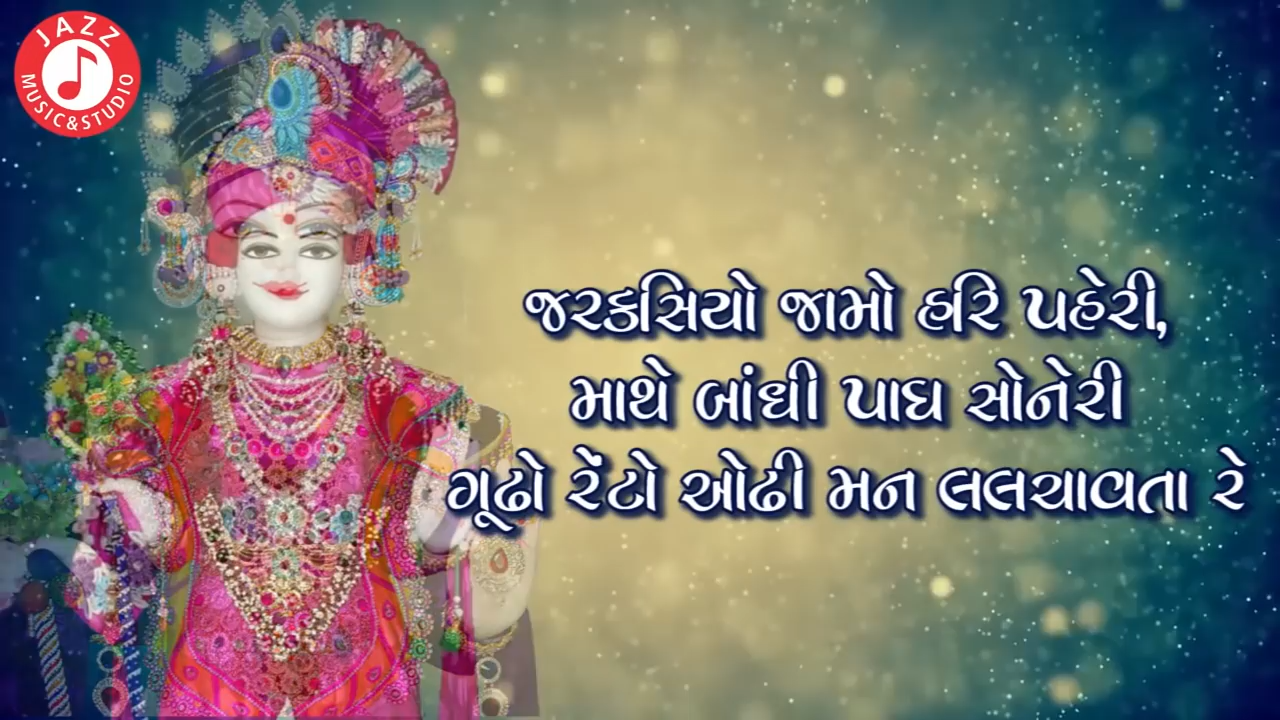 JAZZ
MUSIC&STUDIO
જરકસિયો જામો હરિ પહેરી,
માથે બાંધી પાઘ સોનેરી
ગૂઢો રેંટો ઓઢી મન લલચાવતા રે